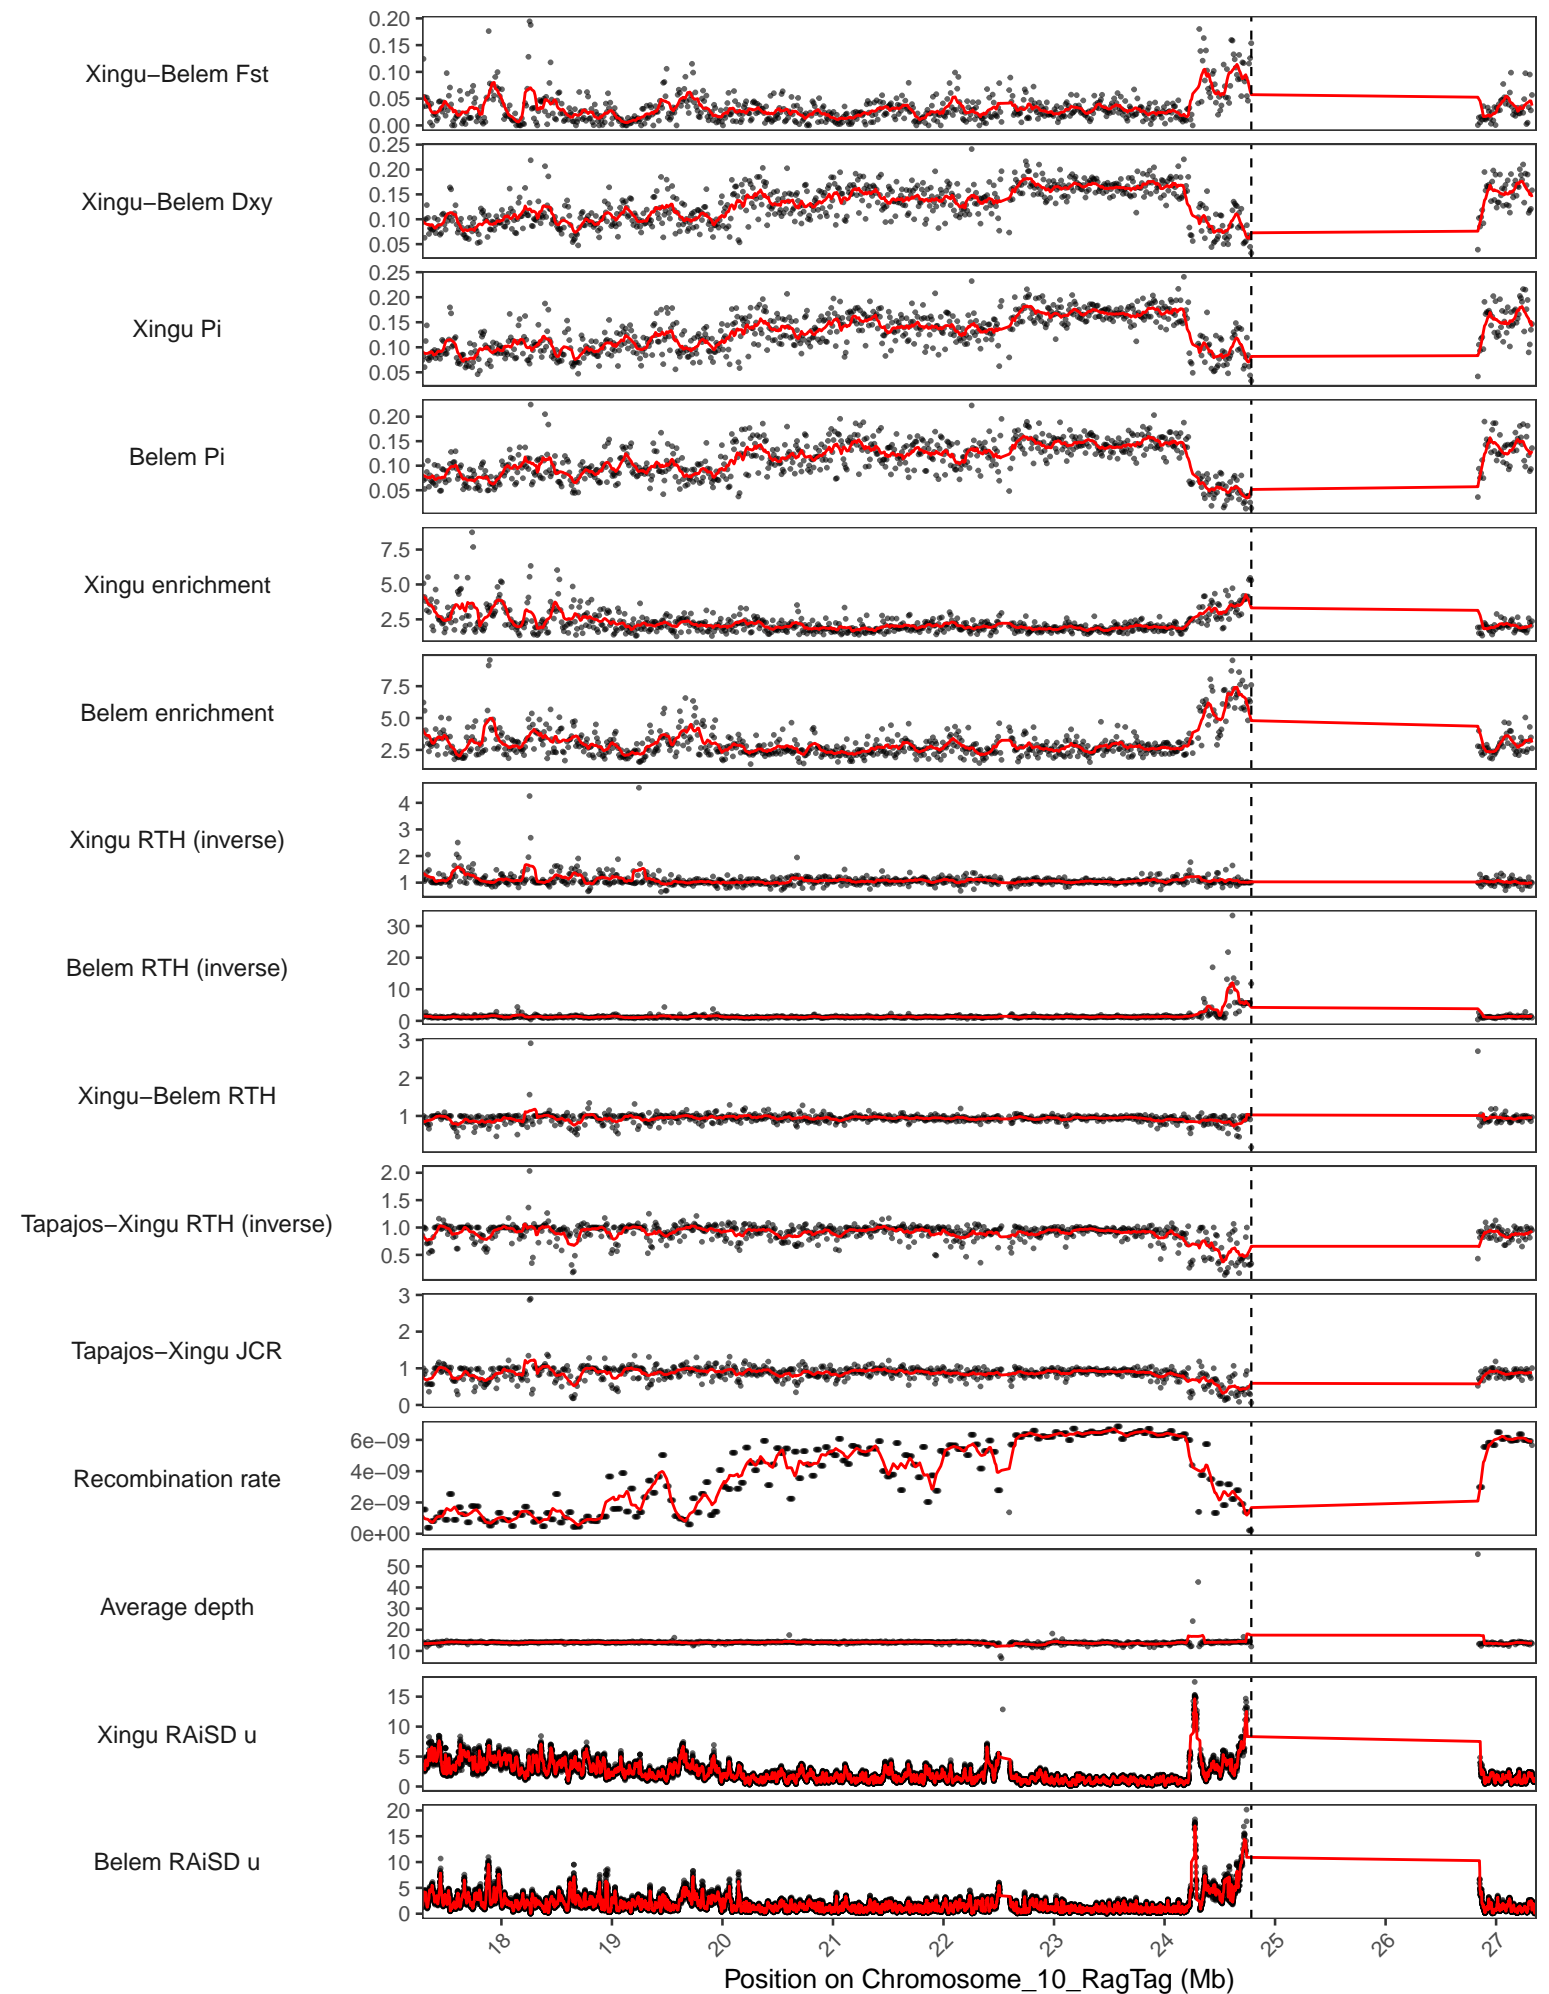 Xingu−Belem Fst
0.20
0.15
0.10
0.05
0.00
Xingu−Belem Dxy
0.25
0.20
0.15
0.10
0.05
Xingu Pi
0.25
0.20
0.15
0.10
0.05
Belem Pi
0.20
0.15
0.10
0.05
Xingu enrichment
7.5
5.0
2.5
Belem enrichment
7.5
5.0
2.5
Xingu RTH (inverse)
4
3
2
1
Belem RTH (inverse)
30
20
10
0
Xingu−Belem RTH
3
2
1
Tapajos−Xingu RTH (inverse)
2.0
1.5
1.0
0.5
Tapajos−Xingu JCR
3
2
1
0
Recombination rate
6e−09
4e−09
2e−09
0e+00
Average depth
50
40
30
20
10
Xingu RAiSD u
15
10
5
0
Belem RAiSD u
20
15
10
5
0
18 19 20 21 22 23 24 25 26 27
Position on Chromosome_10_RagTag (Mb)